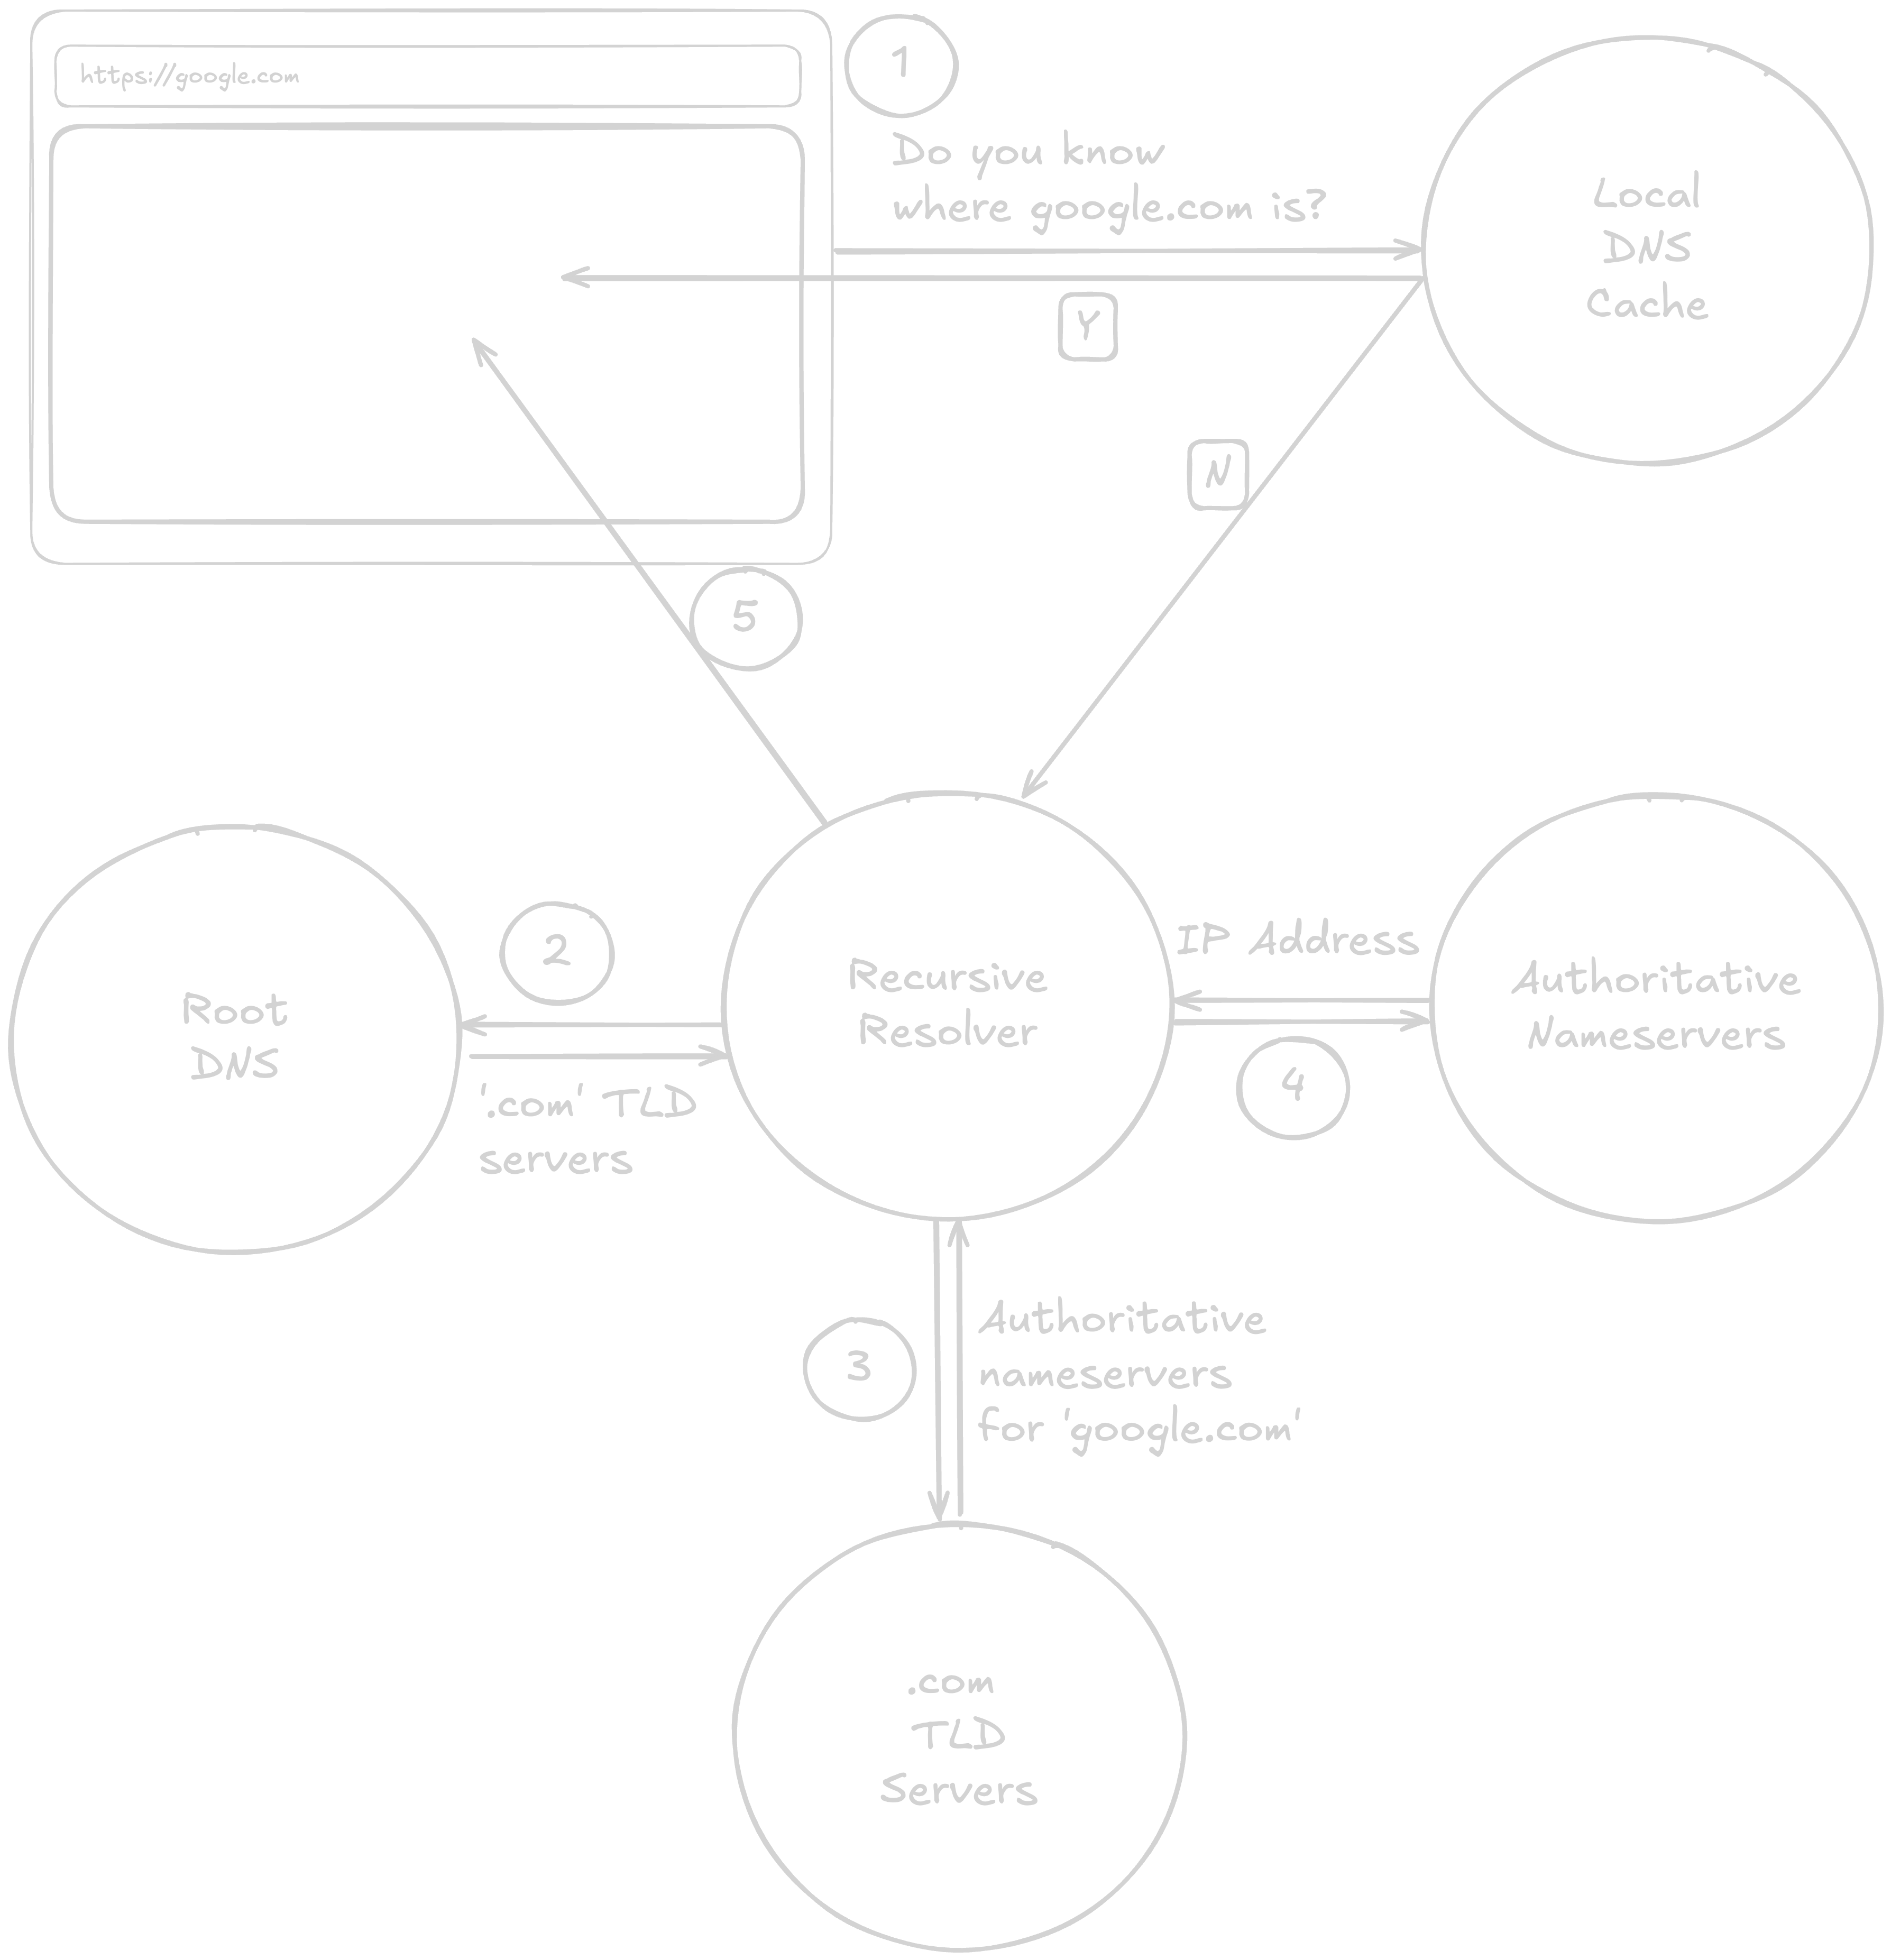 https://google.com
1
Do you know
where google.com is?
Local
DNS
Cache
Y
N
5
2
Root
DNS
'.com' TLD
servers
Recursive
Resolver
IP Address
4
Authoritative
Nameservers
3
Authoritative
nameservers
for 'google.com'
.com
TLD
Servers